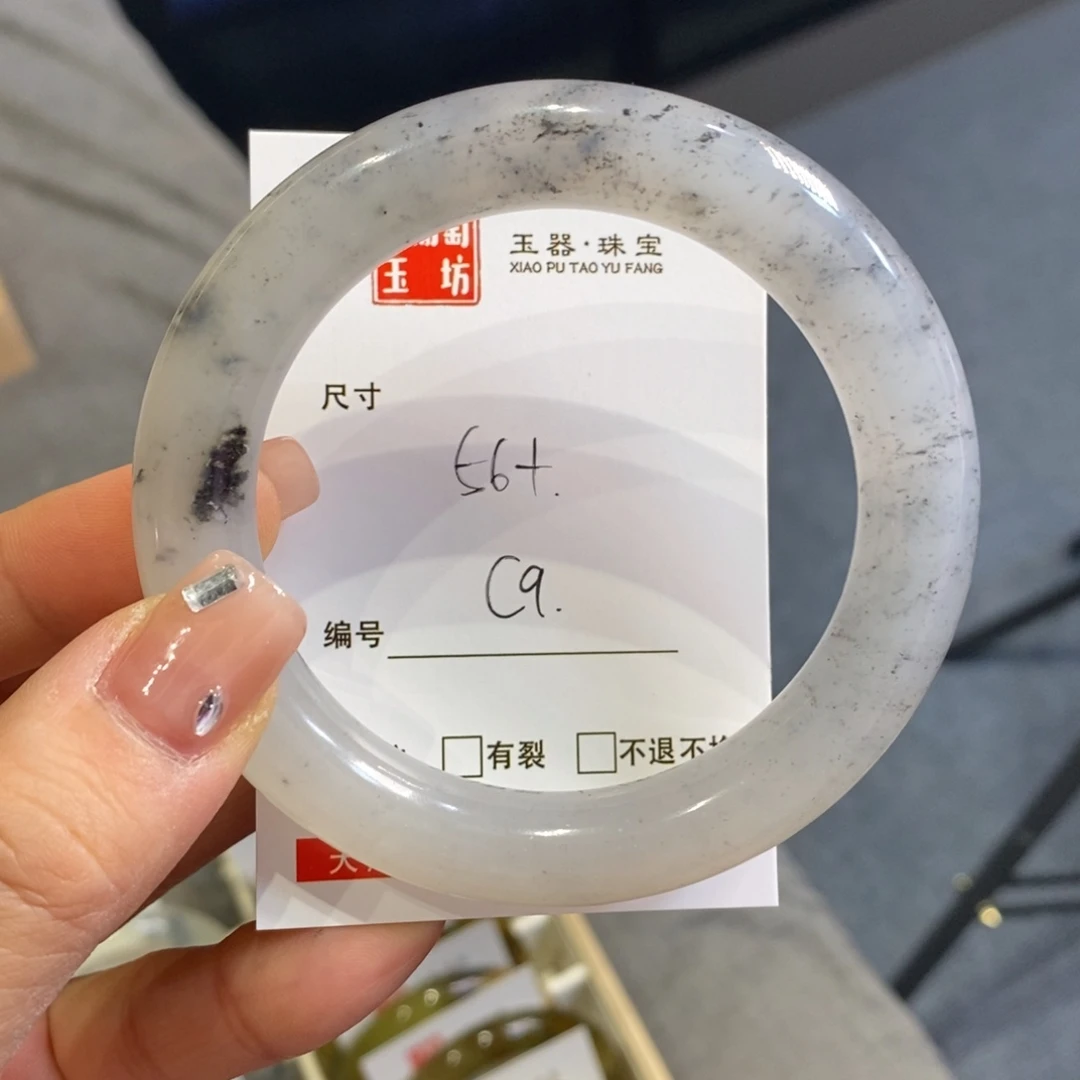 玉器·珠宝
XIAO PU TAO YU FANG
萄
玉坊
尺寸
56+.
C9.
编号
有裂 不退不